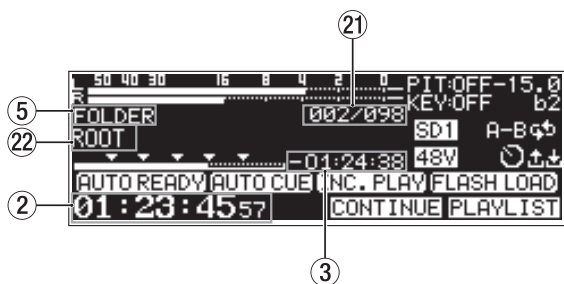 21
L 50 40 30 16 8 4 2 0 PIT:OFF-15.0
R KEY:OFF b2
5 FOLDER 002/098
22 ROOT SD1 A-B
-01:24:38 48V
AUTO READY AUTO CUE INC. PLAY FLASH LOAD
2 01:23:45 57 CONTINUE PLAYLIST
3